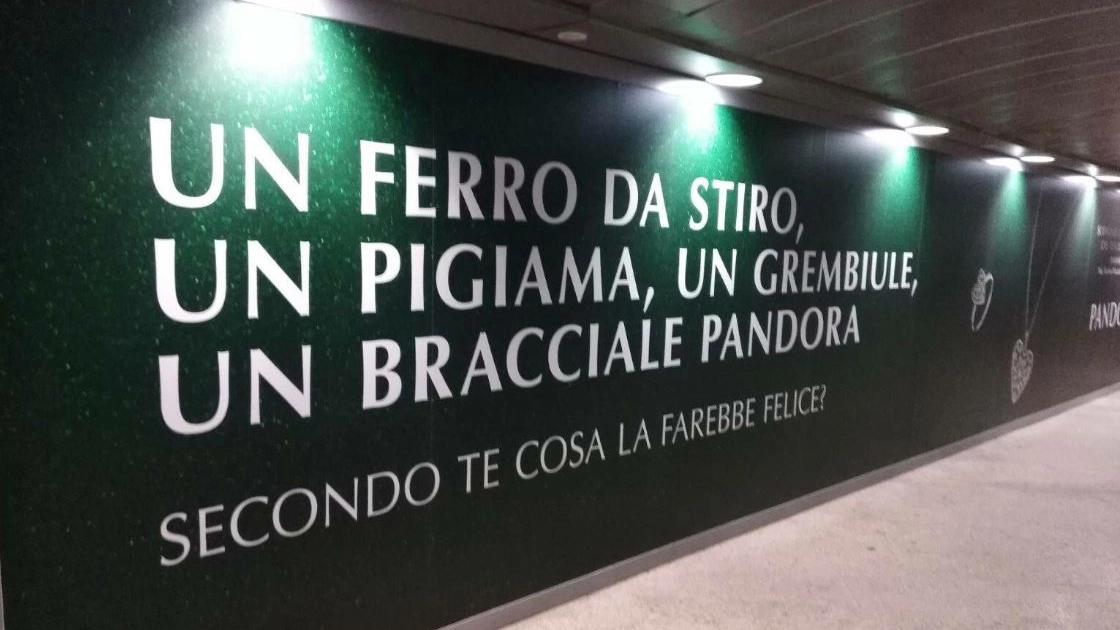 UN FERRO DA STIRO,
UN PIGIAMA, UN GREMBIULE,
UN BRACCIALE PANDORA
SECONDO TE COSA LA FAREBBE FELICE?